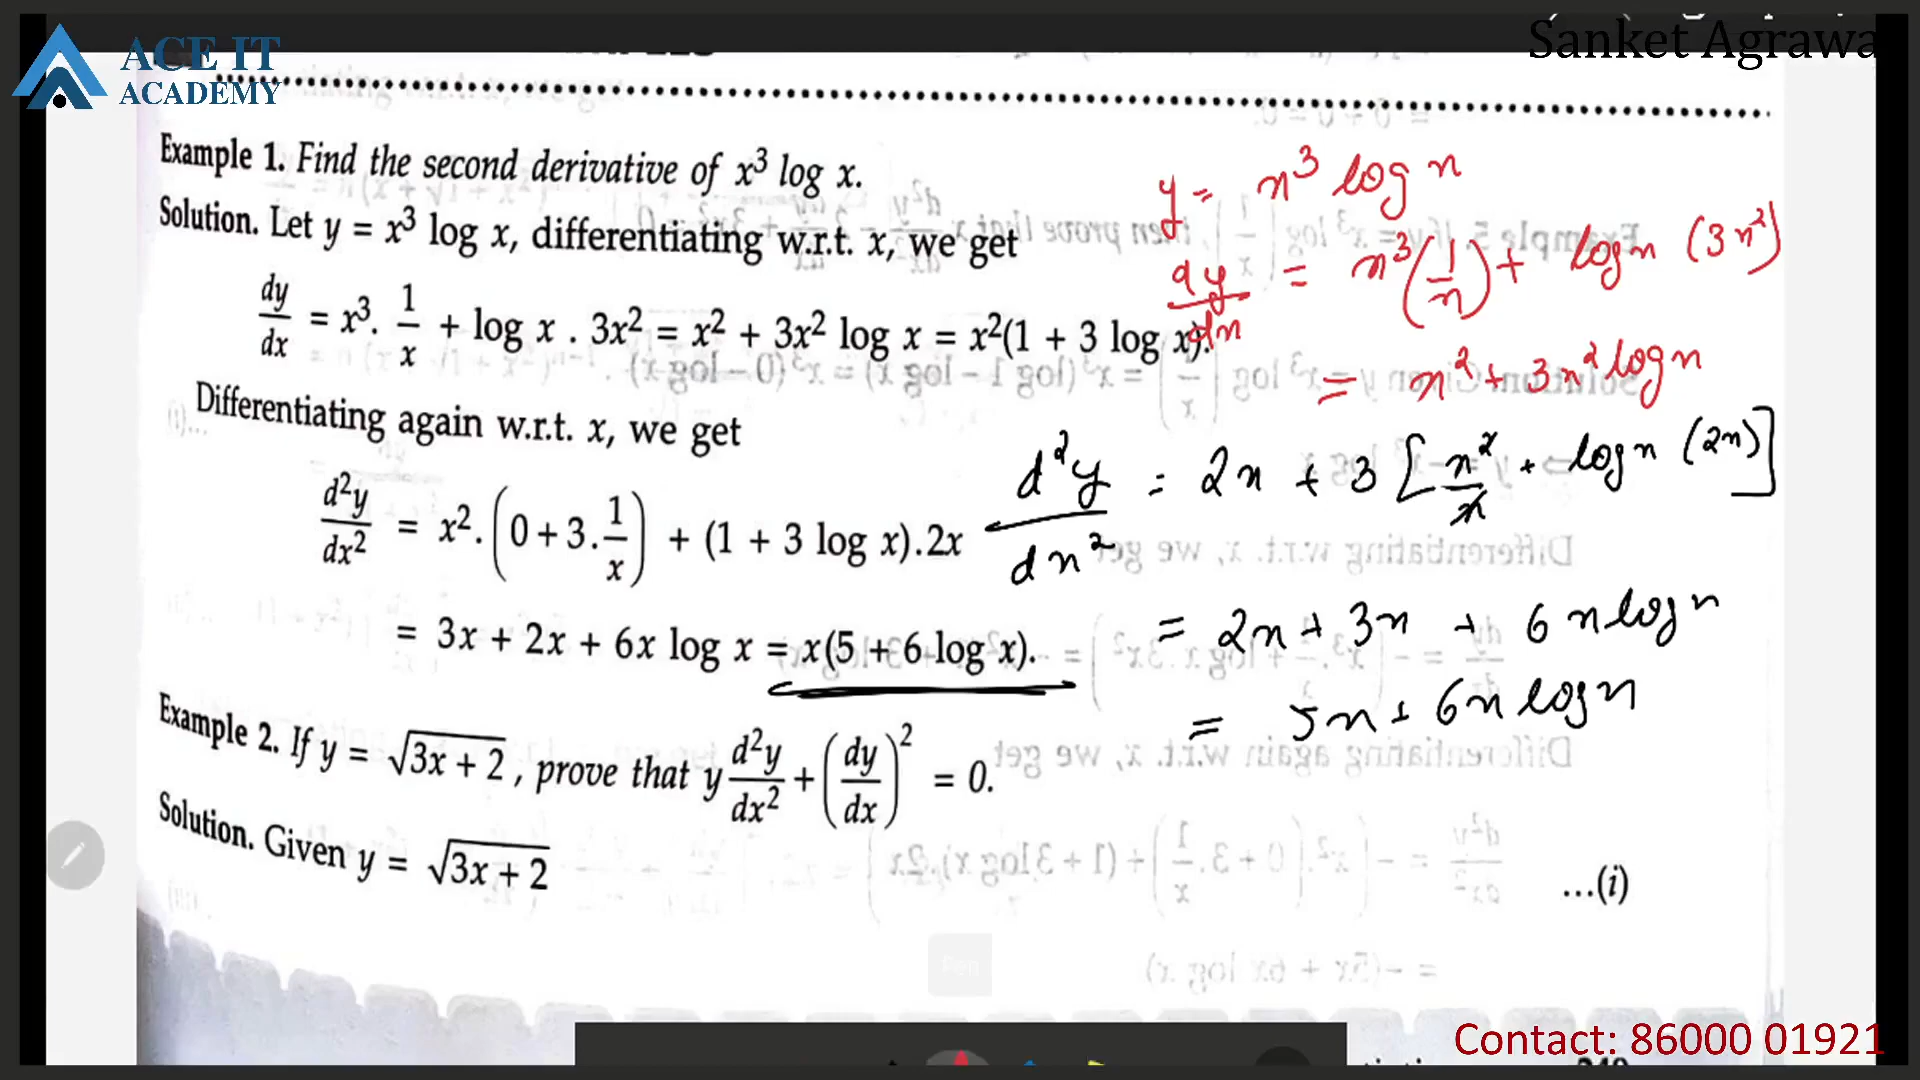 ACE IT
ACADEMY
Sanket Agrawa
Example 1. Find the second derivative of x³ log x.
Solution. Let y = x³ log x, differentiating w.r.t. x, we get
dy/dx = x³. 1/x + log x . 3x² = x² + 3x² log x = x²(1 + 3 log x).
Differentiating again w.r.t. x, we get
d²y/dx² = x².(0 + 3.1/x) + (1 + 3 log x).2x
= 3x + 2x + 6x log x = x(5 + 6 log x).
Example 2. If y = √(3x + 2), prove that y d²y/dx² + (dy/dx)² = 0.
Solution. Given y = √(3x + 2) ...(i)
y = x³ log x
dy/dx = x³(1/x) + log x (3x²)
= x² + 3x² log x
d²y/dx² = 2x + 3 [x²/x + log x (2x)]
= 2x + 3x + 6x log x
= 5x + 6x log x
Pen
Contact: 86000 01921